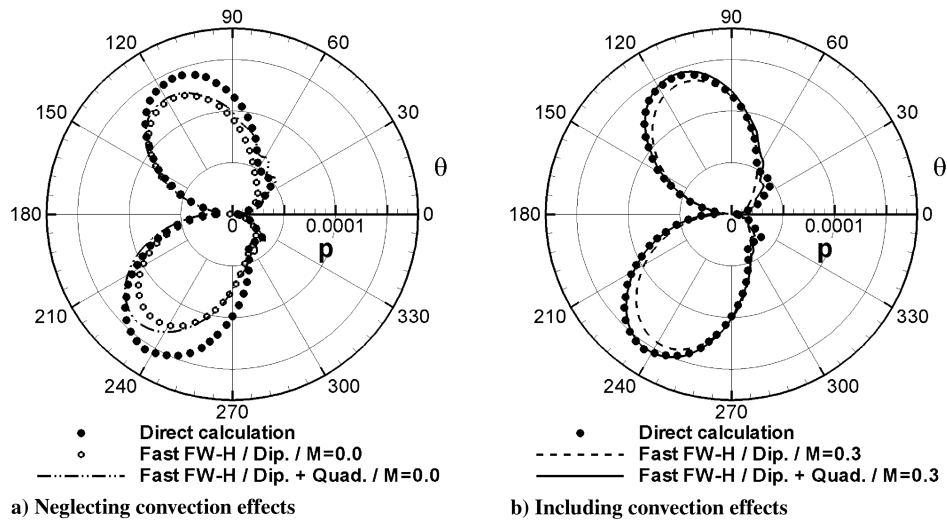 90
120
60
150
30
θ
180
0
0.0001
0
p
210
330
240
300
270
Direct calculation
Fast FW-H / Dip. / M=0.0
Fast FW-H / Dip. + Quad. / M=0.0
a) Neglecting convection effects
90
120
60
150
30
θ
180
0
0.0001
0
p
210
330
240
300
270
Direct calculation
Fast FW-H / Dip. / M=0.3
Fast FW-H / Dip. + Quad. / M=0.3
b) Including convection effects